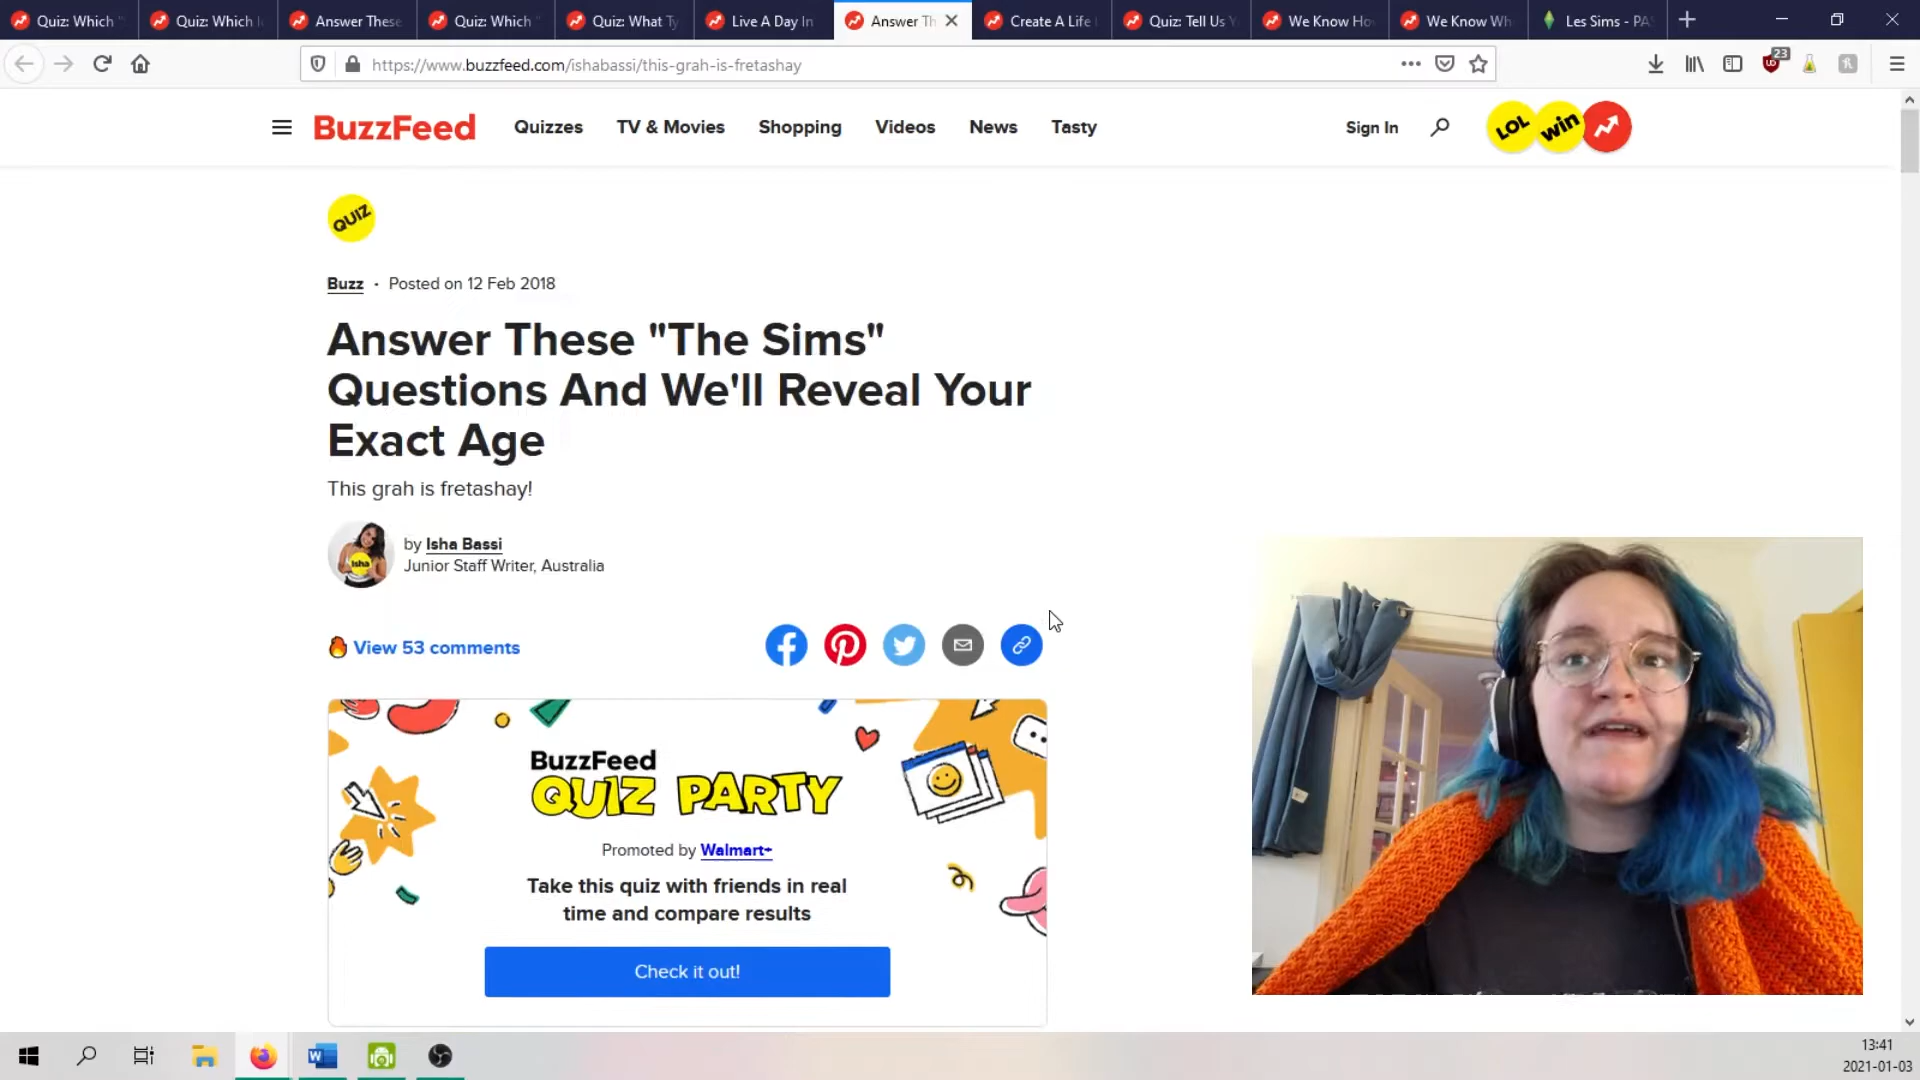 Quiz: Which "
Quiz: Which I
Answer These
Quiz: Which "
Quiz: What Ty
Live A Day In
Answer Th
Create A Life
Quiz: Tell Us Y
We Know Ho
We Know Wh
Les Sims - PA
https://www.buzzfeed.com/ishabassi/this-grah-is-fretashay
23
BuzzFeed
Quizzes
TV & Movies
Shopping
Videos
News
Tasty
Sign In
LOL
win
QUIZ
Buzz · Posted on 12 Feb 2018
Answer These "The Sims"
Questions And We'll Reveal Your
Exact Age
This grah is fretashay!
Isha
by Isha Bassi
Junior Staff Writer, Australia
View 53 comments
BuzzFeed
QUIZ PARTY
Promoted by Walmart+
Take this quiz with friends in real
time and compare results
Check it out!
13:41
2021-01-03